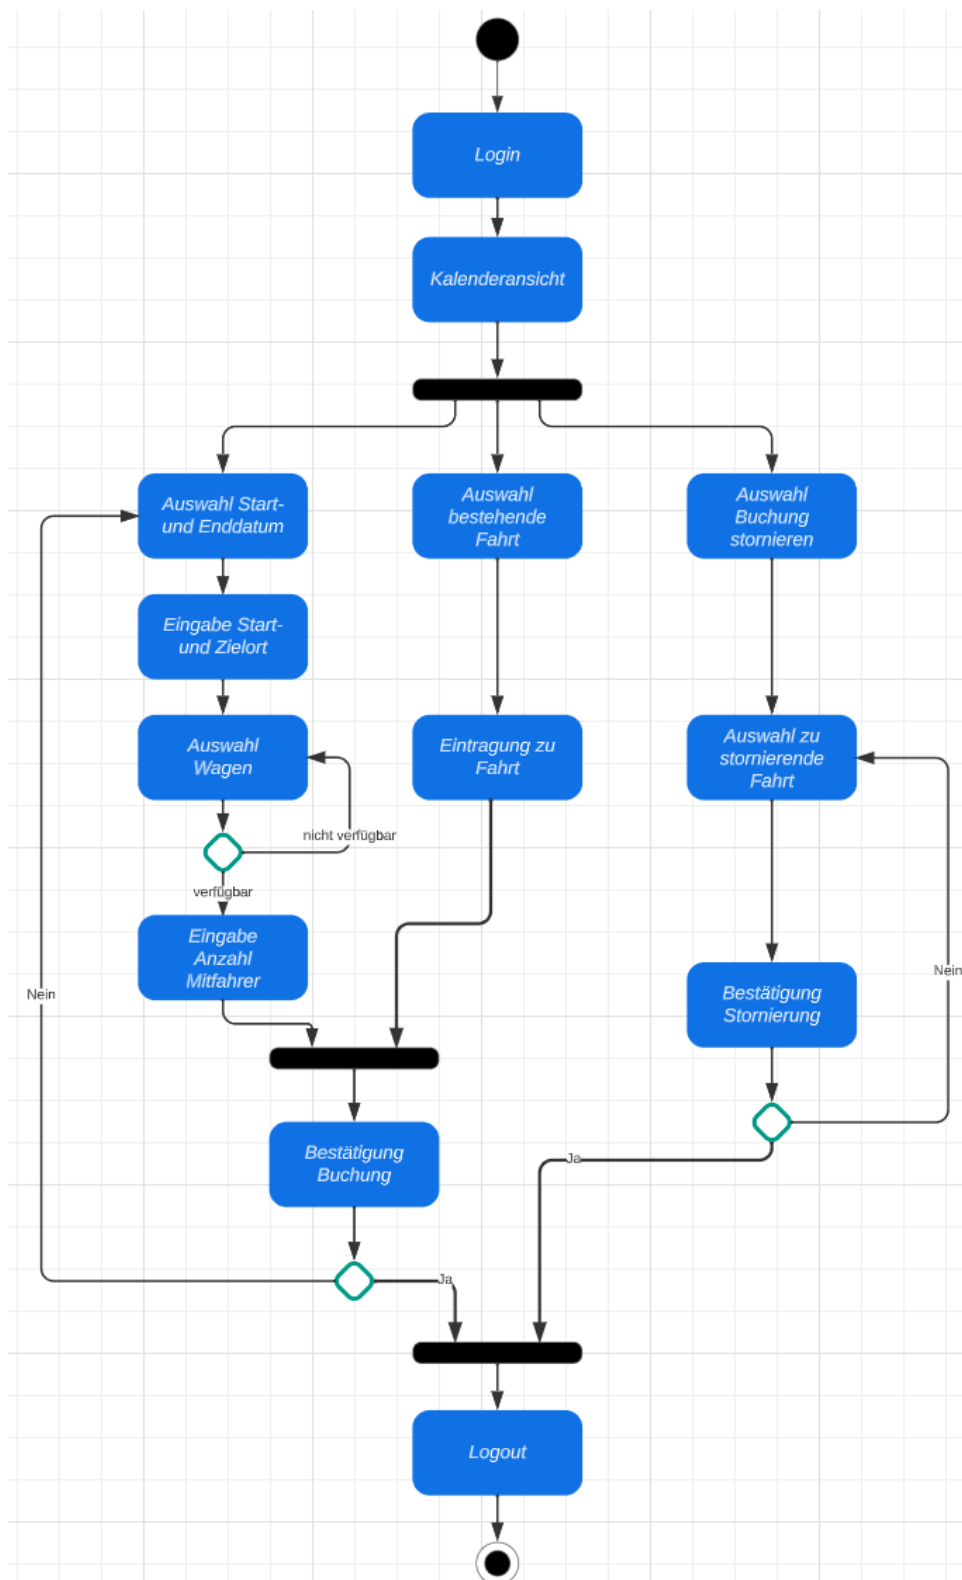 Login
Kalenderansicht
Auswahl Start-
und Enddatum
Auswahl
bestehende
Fahrt
Auswahl
Buchung
stornieren
Eingabe Start-
und Zielort
Auswahl
Wagen
Eintragung zu
Fahrt
Auswahl zu
stornierende
Fahrt
nicht verfügbar
verfügbar
Eingabe
Anzahl
Mitfahrer
Nein
Nein
Bestätigung
Stornierung
Bestätigung
Buchung
Ja
Ja
Logout